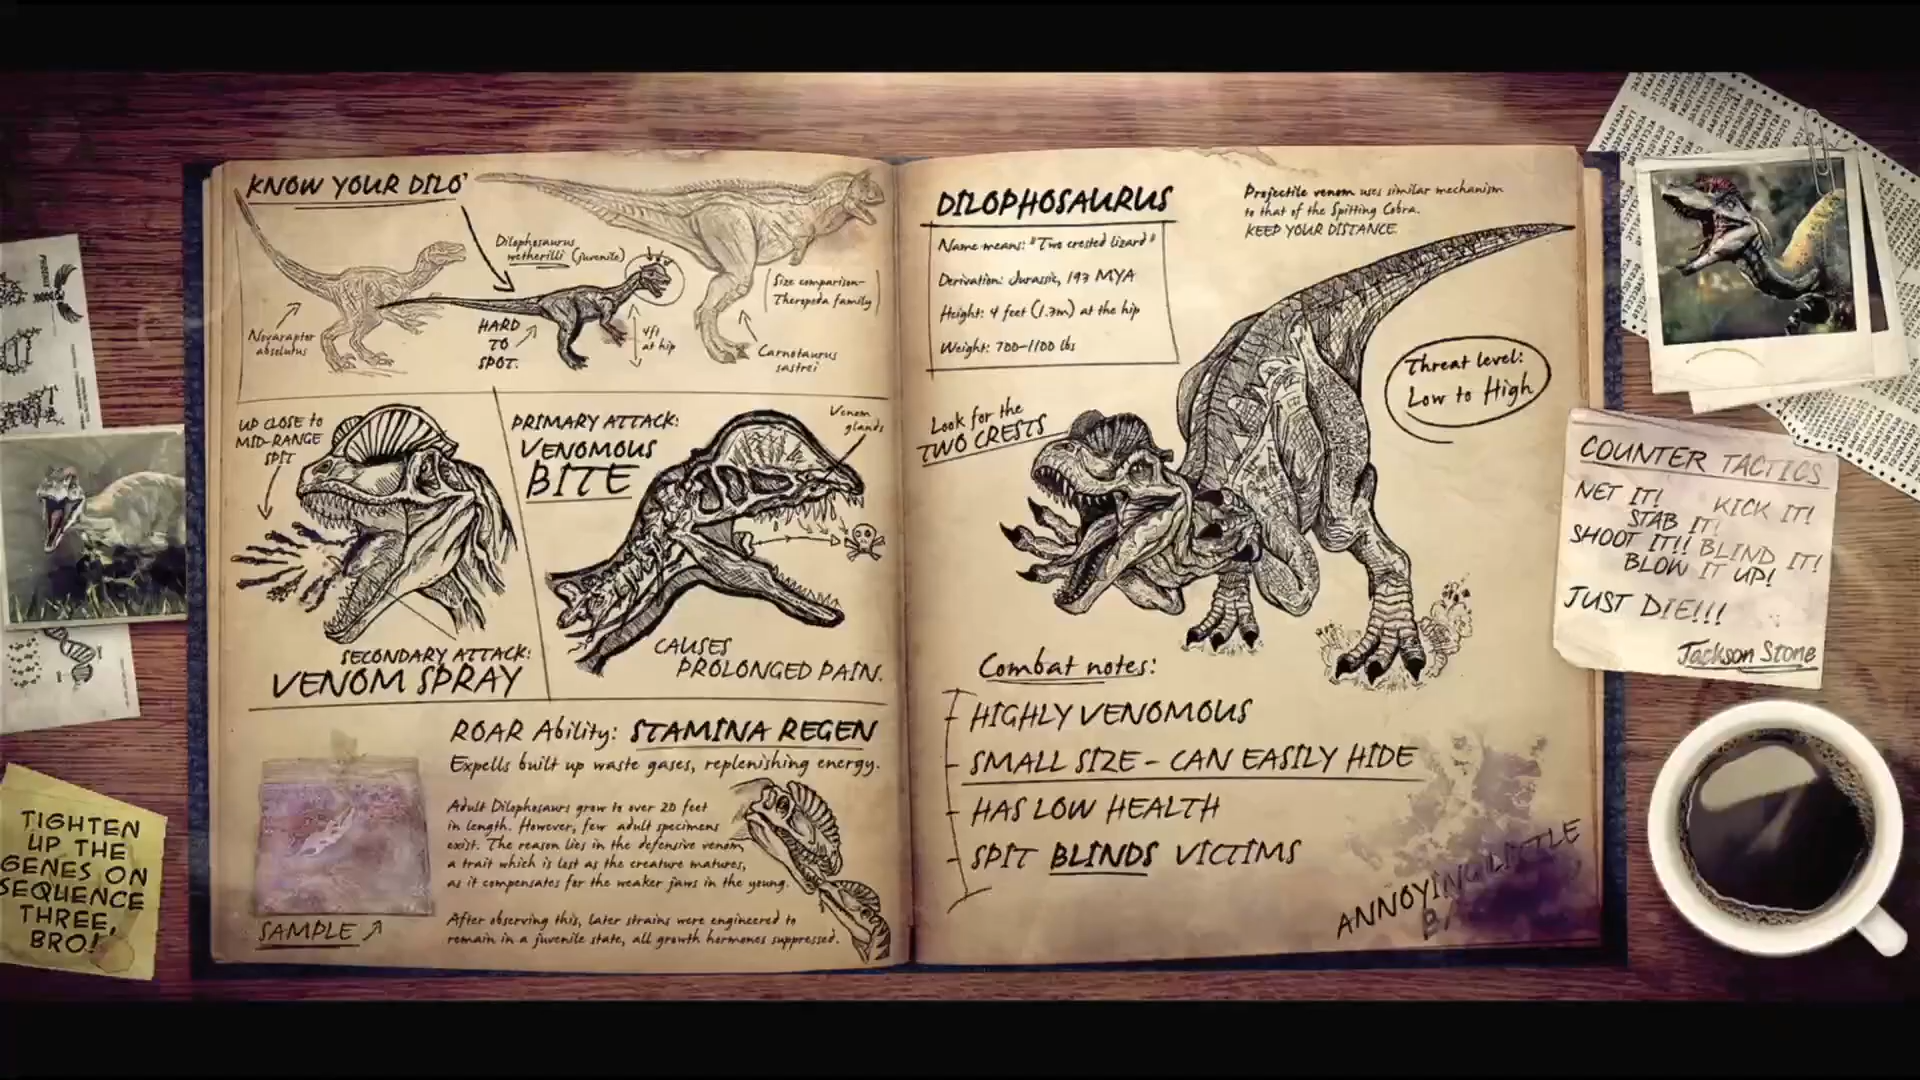 KNOW YOUR DILO'
Dilophosaurus
wetherilli (juvenile)
(Size comparison-
Theropoda family)
Novaraptor
absolutus
HARD
TO
SPOT.
4ft
at hip
Carnotaurus
sastrei
UP CLOSE to
MID-RANGE
SPIT
SECONDARY ATTACK:
VENOM SPRAY
PRIMARY ATTACK:
VENOMOUS
BITE
Venom
glands
CAUSES
PROLONGED PAIN.
ROAR Ability: STAMINA REGEN
Expells built up waste gases, replenishing energy.
Adult Dilophosaurs grow to over 20 feet
in length. However, few adult specimens
exist. The reason lies in the defensive venom,
a trait which is lost as the creature matures,
as it compensates for the weaker jaws in the young.
After observing this, later strains were engineered to
remain in a juvenile state, all growth hormones suppressed.
SAMPLE
TIGHTEN
UP THE
GENES ON
SEQUENCE
THREE,
BRO!
DILOPHOSAURUS
Name means: "Two crested lizard"
Derivation: Jurassic, 193 MYA
Height: 4 feet (1.3m) at the hip
Weight: 700-1100 lbs
Projectile venom uses similar mechanism
to that of the Spitting Cobra.
KEEP YOUR DISTANCE.
Threat level:
Low to High
Look for the
TWO CRESTS
Combat notes:
HIGHLY VENOMOUS
SMALL SIZE - CAN EASILY HIDE
HAS LOW HEALTH
SPIT BLINDS VICTIMS
ANNOYING LITTLE
COUNTER TACTICS
NET IT! KICK IT!
STAB IT!
SHOOT IT!! BLIND IT!
BLOW IT UP!
JUST DIE!!!
Jackson Stone